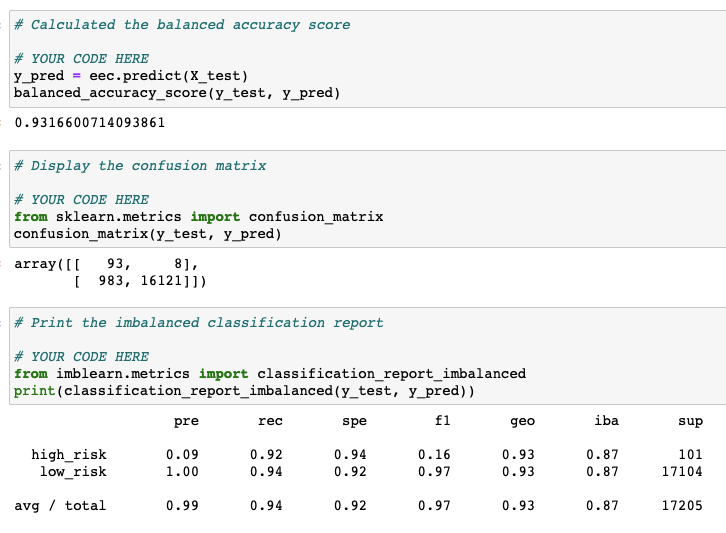 # Calculated the balanced accuracy score
# YOUR CODE HERE
y_pred = eec.predict(X_test)
balanced_accuracy_score(y_test, y_pred)
0.9316600714093861
# Display the confusion matrix
# YOUR CODE HERE
from sklearn.metrics import confusion_matrix
confusion_matrix(y_test, y_pred)
array([[   93,     8],
       [  983, 16121]])
# Print the imbalanced classification report
# YOUR CODE HERE
from imblearn.metrics import classification_report_imbalanced
print(classification_report_imbalanced(y_test, y_pred))
pre rec spe f1 geo iba sup
high_risk 0.09 0.92 0.94 0.16 0.93 0.87 101
low_risk 1.00 0.94 0.92 0.97 0.93 0.87 17104
avg / total 0.99 0.94 0.92 0.97 0.93 0.87 17205